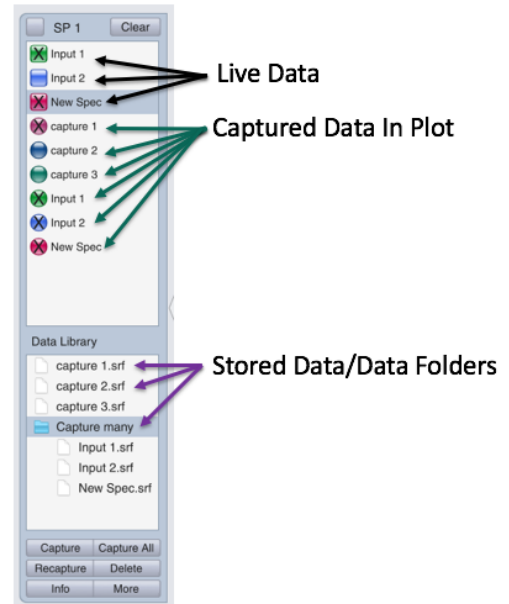 SP 1 Clear
Input 1
Input 2
New Spec
capture 1
capture 2
capture 3
Input 1
Input 2
New Spec
Live Data
Captured Data In Plot
Data Library
capture 1.srf
capture 2.srf
capture 3.srf
Capture many
Input 1.srf
Input 2.srf
New Spec.srf
Stored Data/Data Folders
Capture Capture All
Recapture Delete
Info More